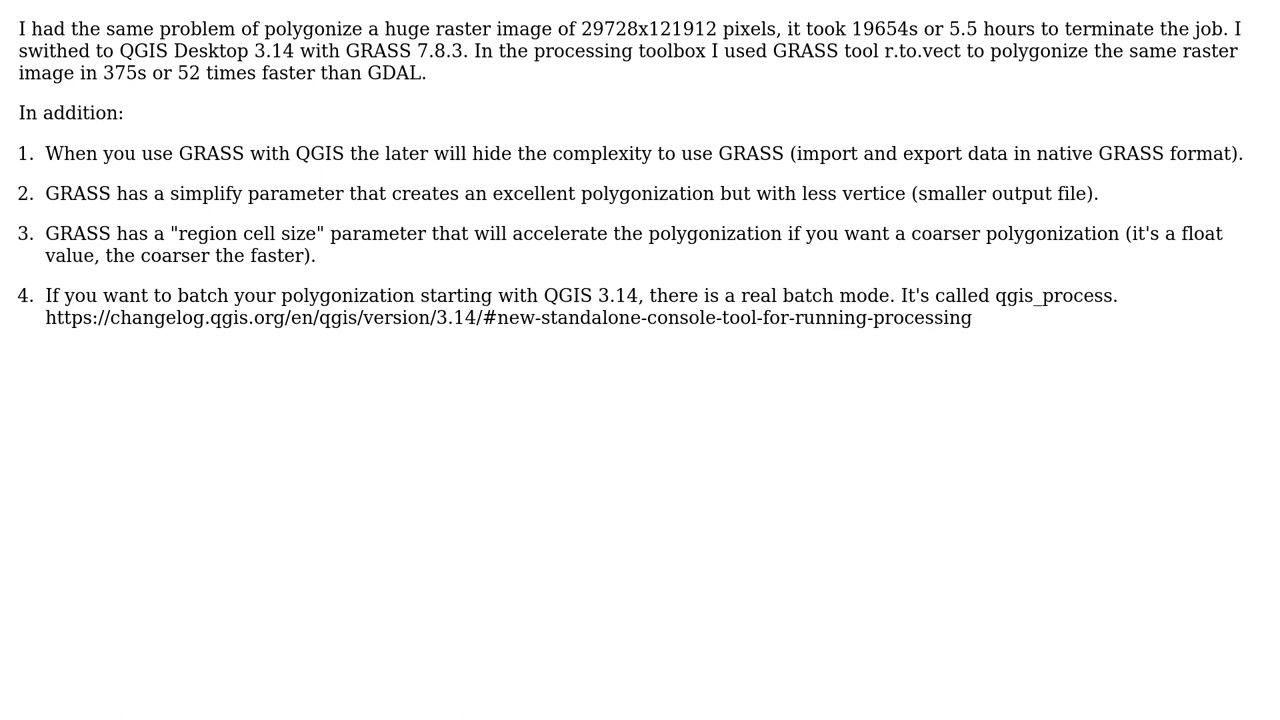 I had the same problem of polygonize a huge raster image of 29728x121912 pixels, it took 19654s or 5.5 hours to terminate the job. I
swithed to QGIS Desktop 3.14 with GRASS 7.8.3. In the processing toolbox I used GRASS tool r.to.vect to polygonize the same raster
image in 375s or 52 times faster than GDAL.
In addition:
1. When you use GRASS with QGIS the later will hide the complexity to use GRASS (import and export data in native GRASS format).
2. GRASS has a simplify parameter that creates an excellent polygonization but with less vertice (smaller output file).
3. GRASS has a "region cell size" parameter that will accelerate the polygonization if you want a coarser polygonization (it's a float
value, the coarser the faster).
4. If you want to batch your polygonization starting with QGIS 3.14, there is a real batch mode. It's called qgis_process.
https://changelog.qgis.org/en/qgis/version/3.14/#new-standalone-console-tool-for-running-processing